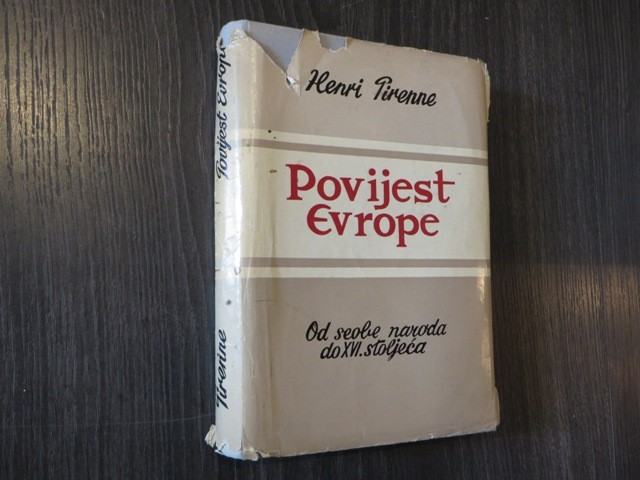 Henri Pirenne
Povijest
Evrope
Od seobe naroda
do XVI. stoljeća
Pirenne
Povijest Evrope